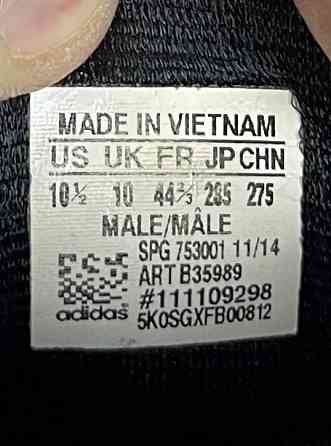 MADE IN VIETNAM
US UK FR JP CHN
10½ 10 44⅔ 285 275
MALE/MÂLE
SPG 753001 11/14
ART B35989
#111109298
adidas 5K0SGXFB00812